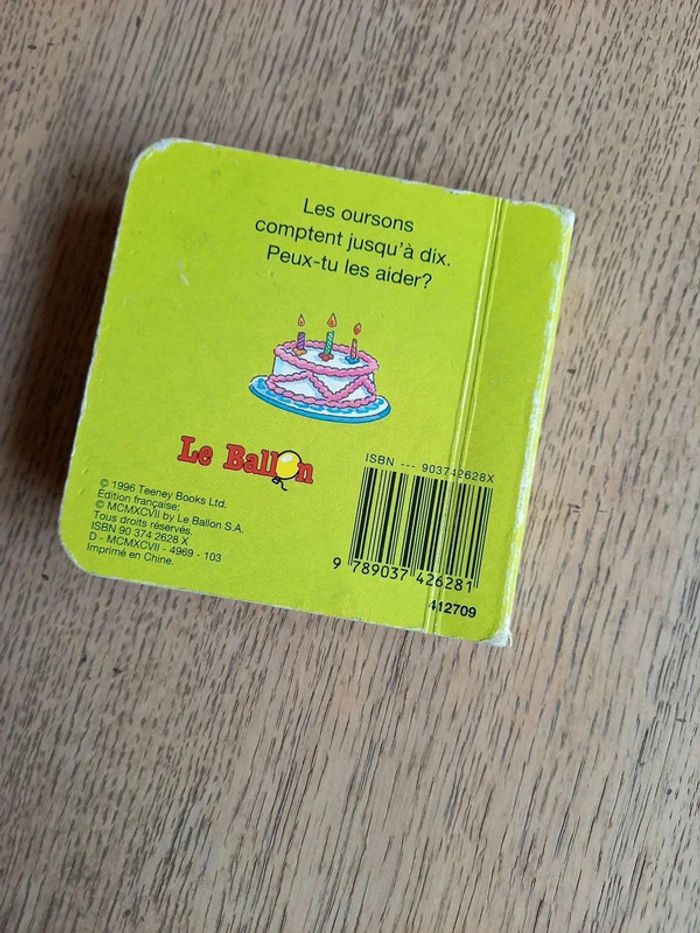 Les oursons
comptent jusqu'à dix.
Peux-tu les aider?
Le Ballon
© 1996 Teeney Books Ltd.
Édition française:
© MCMXCVII by Le Ballon S.A.
Tous droits réservés.
ISBN 90 374 2628 X
D - MCMXCVII - 4969 - 103
Imprimé en Chine.
ISBN --- 903742628X
9 789037 426281
412709